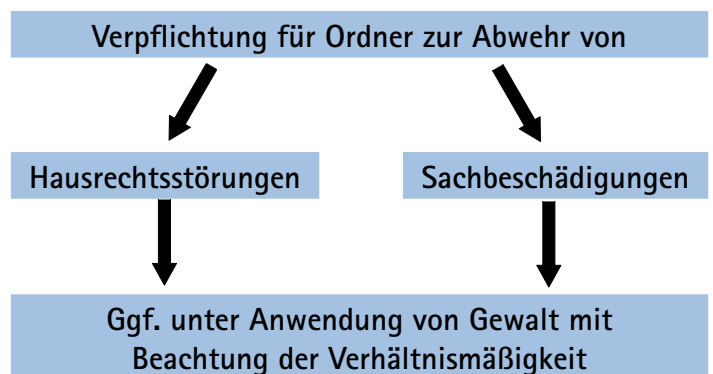 Verpflichtung für Ordner zur Abwehr von
Hausrechtsstörungen
Sachbeschädigungen
Ggf. unter Anwendung von Gewalt mit
Beachtung der Verhältnismäßigkeit